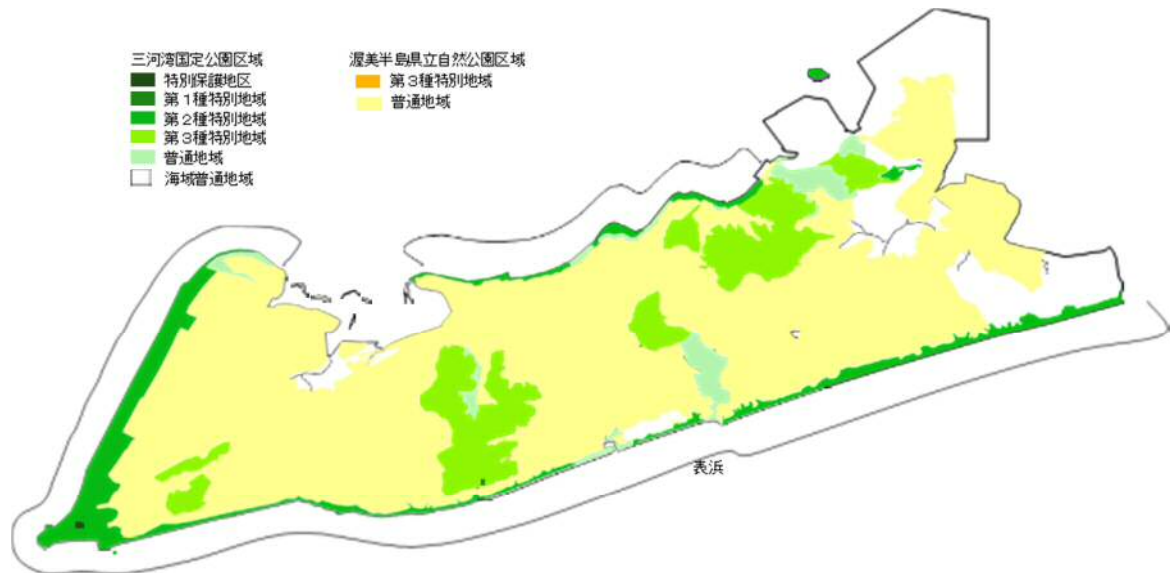 三河湾国定公園区域
特別保護地区
第1種特別地域
第2種特別地域
第3種特別地域
普通地域
海域普通地域
渥美半島県立自然公園区域
第3種特別地域
普通地域
表浜